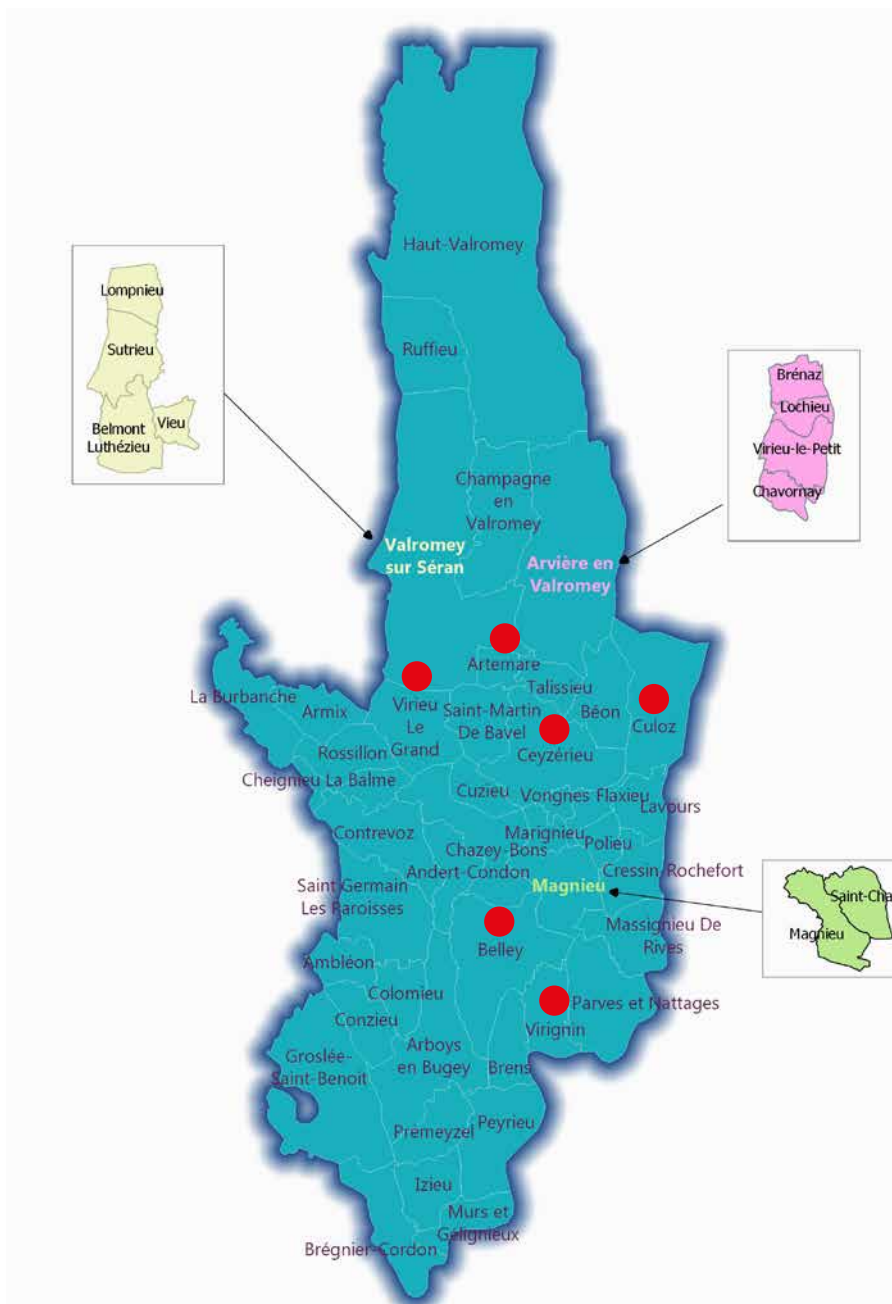 Haut-Valromey
Lompnieu
Sutrieu
Belmont
Luthézieu
Vieu
Ruffieu
Brénaz
Lochieu
Virieu-le-Petit
Chavornay
Champagne
en
Valromey
Valromey
sur Séran
Arvière en
Valromey
Artemare
La Burbanche
Armix
Virieu
Le
Grand
Saint-Martin
De Bavel
Talissieu
Béon
Culoz
Ceyzérieu
Rossillon
Cheignieu La Balme
Cuzieu
Vongnes
Flaxieu
Lavours
Contrevoz
Marignieu
Polieu
Chazey-Bons
Andert-Condon
Cressin-Rochefort
Magnieu
Saint-Cha
Magnieu
Saint Germain
Les Paroisses
Massignieu De
Rives
Belley
Ambléon
Colomieu
Conzieu
Parves et Nattages
Virignin
Arboys
en Bugey
Brens
Groslée-
Saint-Benoit
Prémeyzel
Peyrieu
Izieu
Murs et
Gélignieux
Brégnier-Cordon